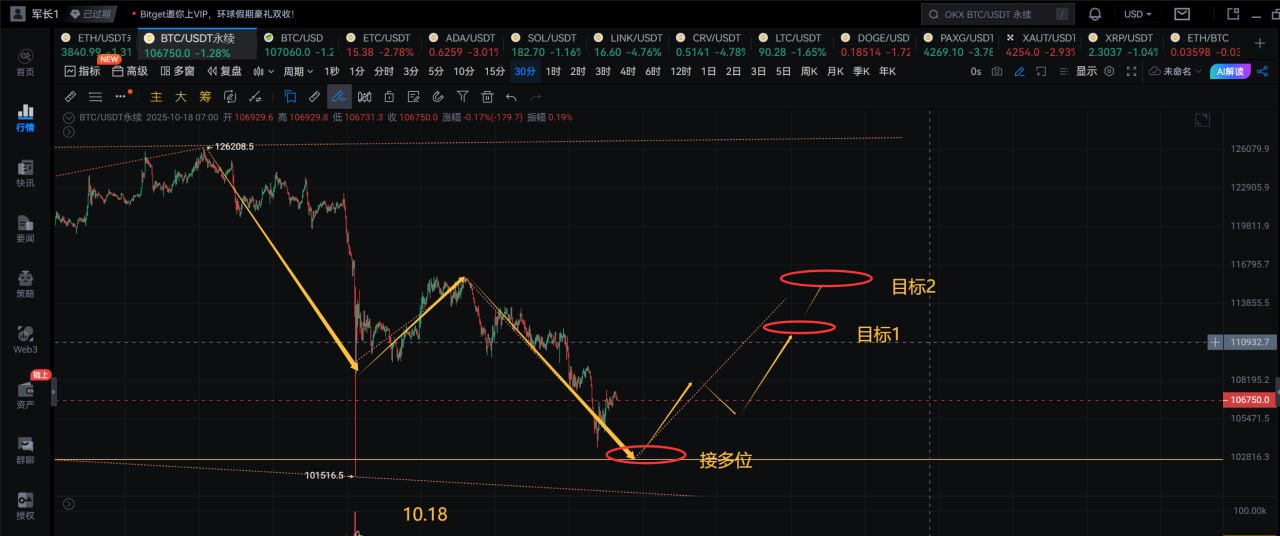 军长1 已过期 Bitget邀你上VIP，环球假期豪礼双收! OKX BTC/USDT 永续 / USD
ETH/USDT永 BTC/USDT永续 BTC/USD ETC/USDT ADA/USDT SOL/USDT LINK/USDT CRV/USDT LTC/USDT DOGE/USD PAXG/USDT XAUT/USDT XRP/USDT ETH/BTC
3840.99 -1.31 106750.0 -1.28% 107060.0 -1.2 15.38 -2.78% 0.6259 -3.01% 182.70 -1.16% 16.60 -4.76% 0.5141 -4.78% 90.28 -1.65% 0.18514 -1.72 4269.10 -3.78 4254.0 -2.93% 2.3037 -1.04% 0.03598 -0.03
NEW
指标 高级 多窗 复盘 周期 1秒 1分 分时 3分 5分 10分 15分 30分 1时 2时 3时 4时 6时 12时 1日 2日 3日 5日 周K 月K 季K 年K 0s 显示 未命名 AI解读
主 大 筹
BTC/USDT永续 2025-10-18 07:00 开 106929.6 高 106929.8 低 106731.3 收 106750.0 涨幅 -0.17%(-179.7) 振幅 0.19%
首页
行情
快讯
要闻
策略
Web3
链上
资产
群聊
授权
126208.5
目标2
目标1
接多位
101516.5
10.18
126079.9
122905.9
119811.9
116795.7
113855.5
110932.7
108195.2
106750.0
105471.5
102816.3
100.00k